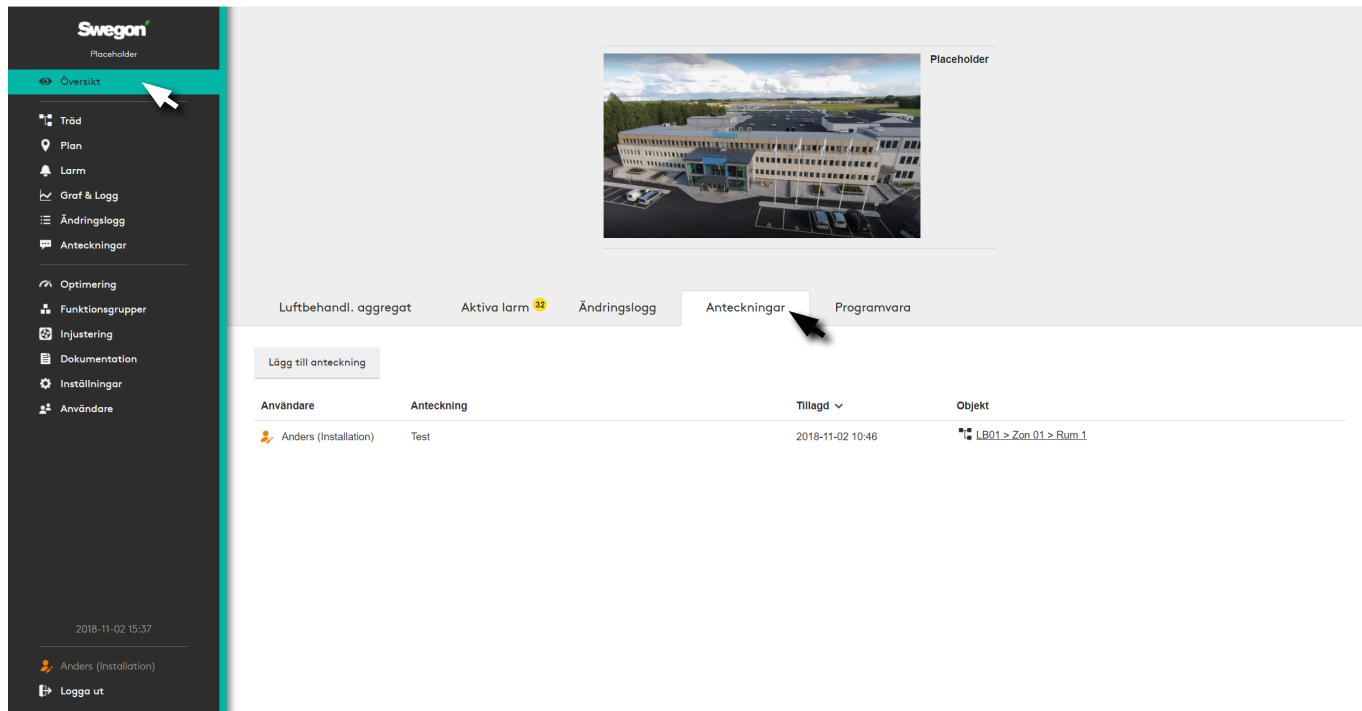 Swegon
Placeholder
Översikt
Träd
Plan
Larm
Graf & Logg
Ändringslogg
Anteckningar
Optimering
Funktionsgrupper
Injustering
Dokumentation
Inställningar
Användare
2018-11-02 15:37
Anders (Installation)
Logga ut
Placeholder
Swegon
Luftbehandl. aggregat Aktiva larm 32 Ändringslogg Anteckningar Programvara
Lägg till anteckning
Användare Anteckning Tillagd Objekt
Anders (Installation) Test 2018-11-02 10:46 LB01 > Zon 01 > Rum 1